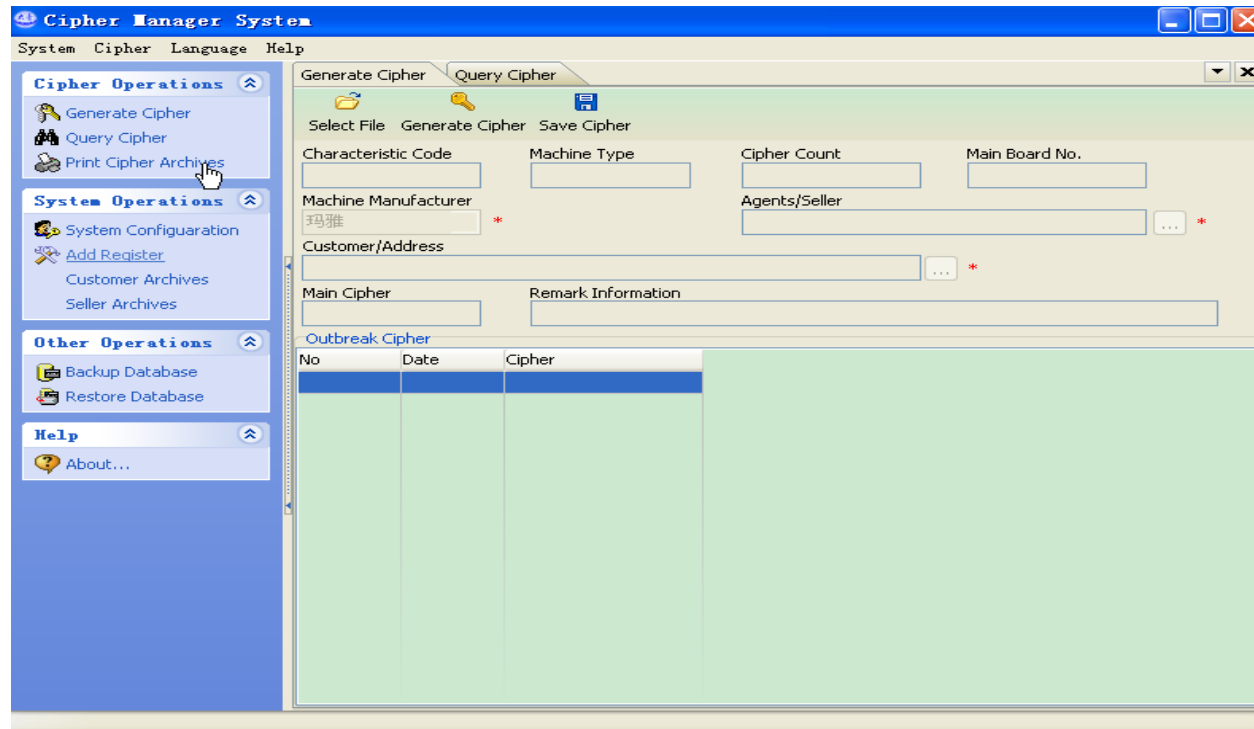 Cipher Manager System
System Cipher Language Help
Cipher Operations
Generate Cipher
Query Cipher
Print Cipher Archives
System Operations
System Configuaration
Add Register
Customer Archives
Seller Archives
Other Operations
Backup Database
Restore Database
Help
About...
Generate Cipher Query Cipher
Select File Generate Cipher Save Cipher
Characteristic Code Machine Type Cipher Count Main Board No.
Machine Manufacturer Agents/Seller
玛雅 * ... *
Customer/Address
... *
Main Cipher Remark Information
Outbreak Cipher
No Date Cipher